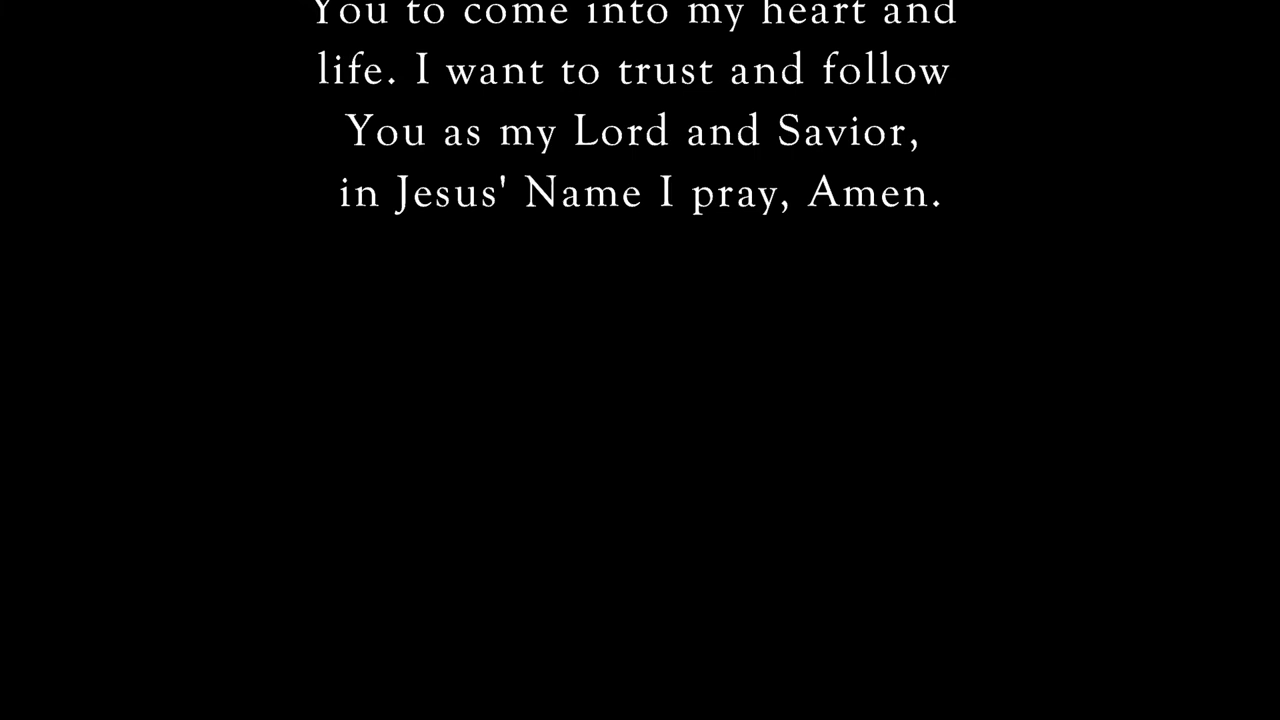 You to come into my heart and
life. I want to trust and follow
You as my Lord and Savior,
in Jesus' Name I pray, Amen.